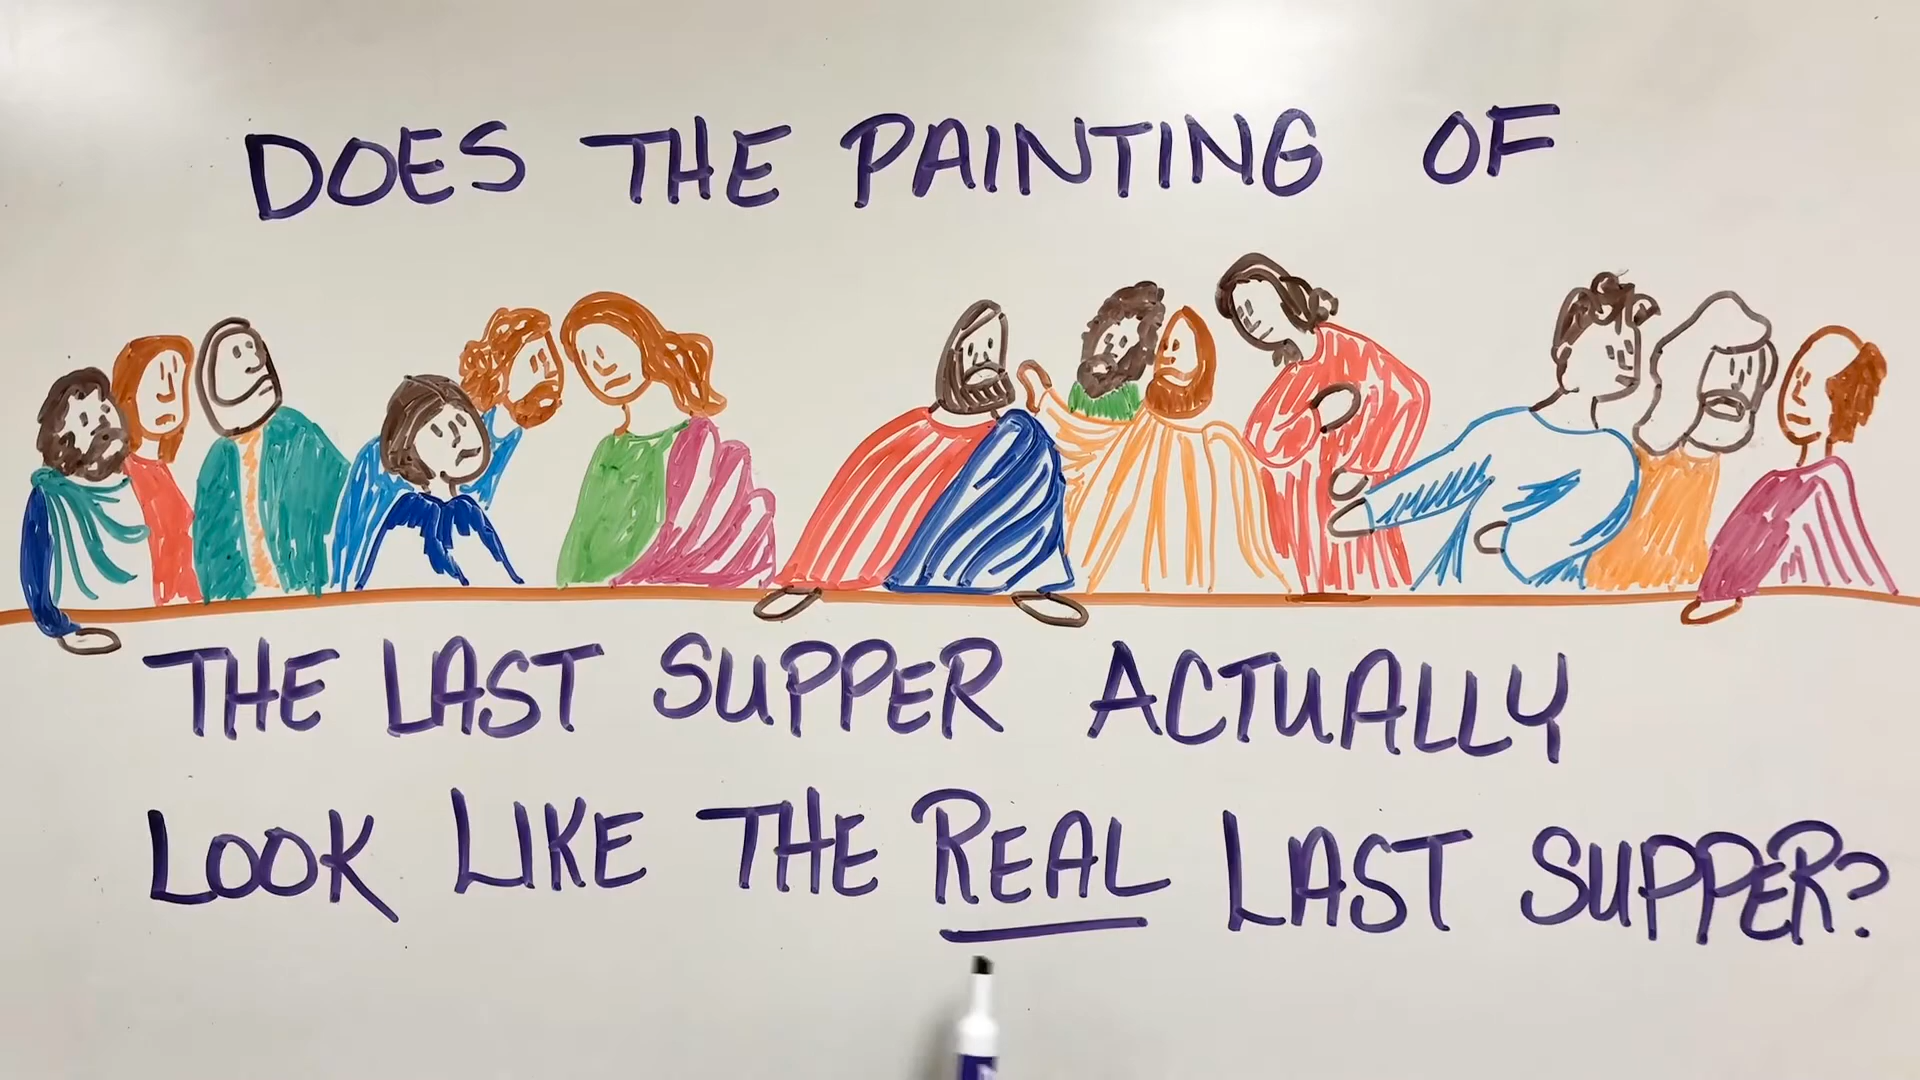 DOES THE PAINTING OF
THE LAST SUPPER ACTUALLY
LOOK LIKE THE REAL LAST SUPPER?